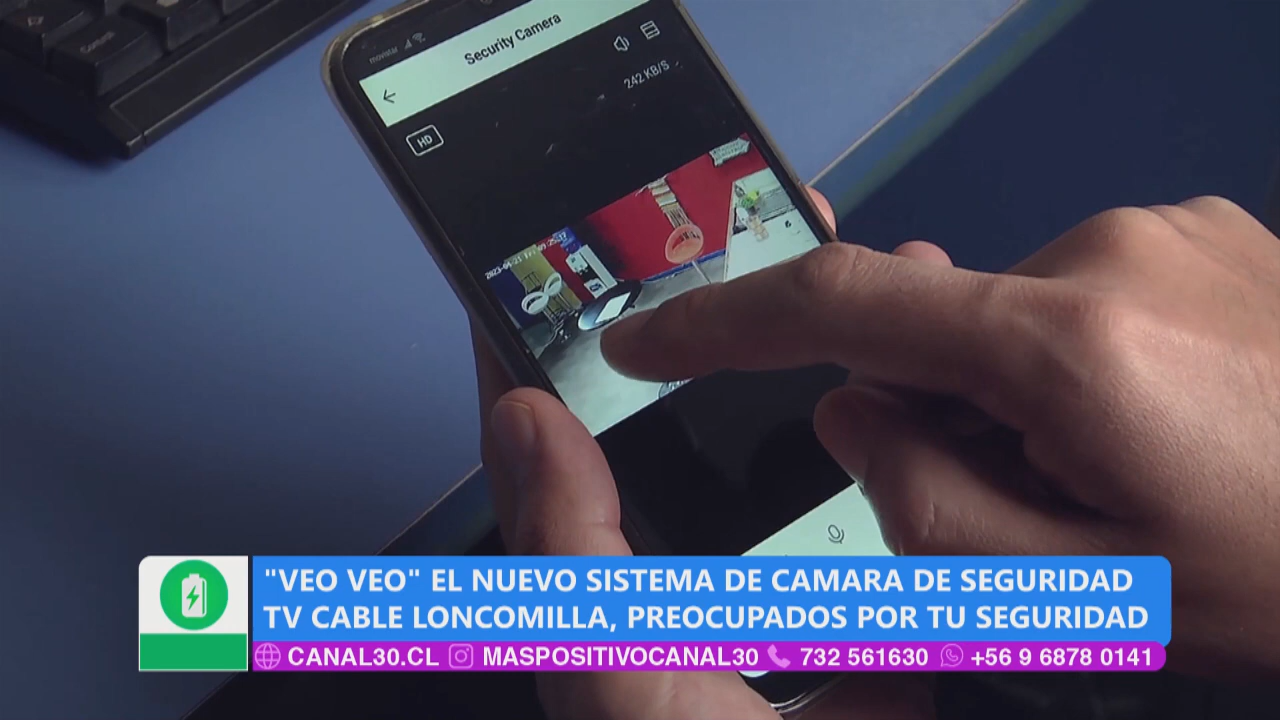 movistar
Security Camera
242 KB/S
HD
"VEO VEO" EL NUEVO SISTEMA DE CAMARA DE SEGURIDAD
TV CABLE LONCOMILLA, PREOCUPADOS POR TU SEGURIDAD
CANAL30.CL MASPOSITIVOCANAL30 732 561630 +56 9 6878 0141